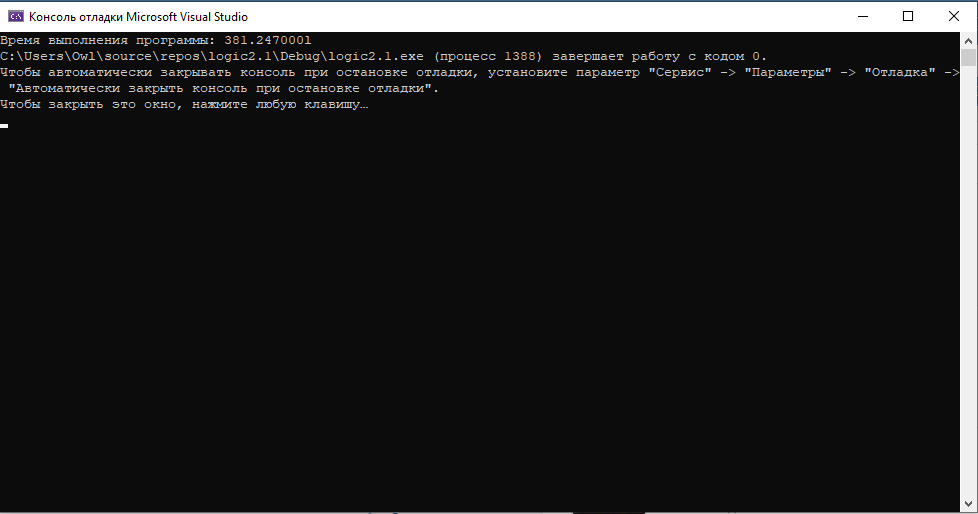 Консоль отладки Microsoft Visual Studio
Время выполнения программы: 381.247000l
C:\Users\Owl\source\repos\logic2.1\Debug\logic2.1.exe (процесс 1388) завершает работу с кодом 0.
Чтобы автоматически закрывать консоль при остановке отладки, установите параметр "Сервис" -> "Параметры" -> "Отладка" ->
"Автоматически закрыть консоль при остановке отладки".
Чтобы закрыть это окно, нажмите любую клавишу…